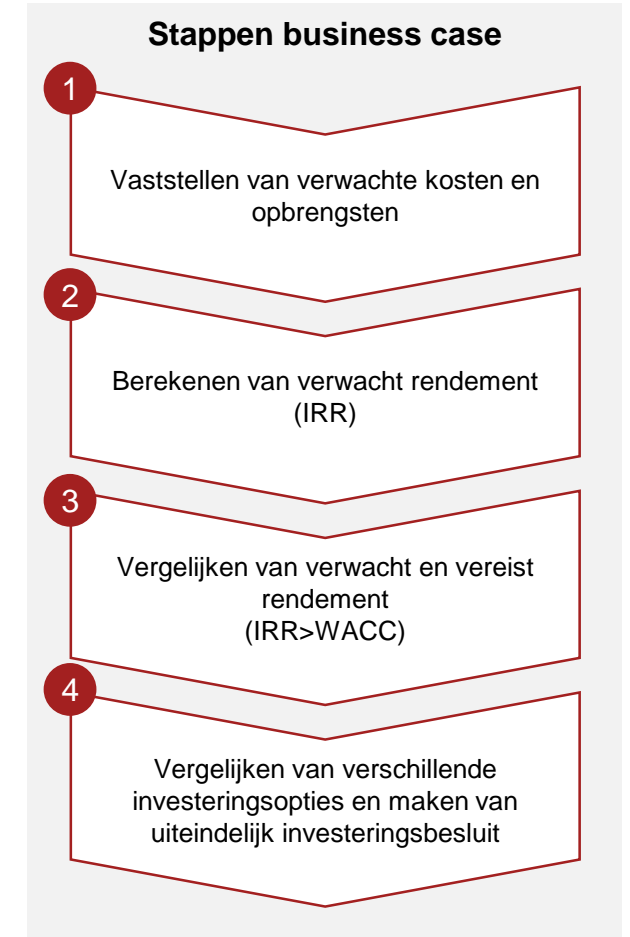 Stappen business case
1
Vaststellen van verwachte kosten en
opbrengsten
2
Berekenen van verwacht rendement
(IRR)
3
Vergelijken van verwacht en vereist
rendement
(IRR>WACC)
4
Vergelijken van verschillende
investeringsopties en maken van
uiteindelijk investeringsbesluit